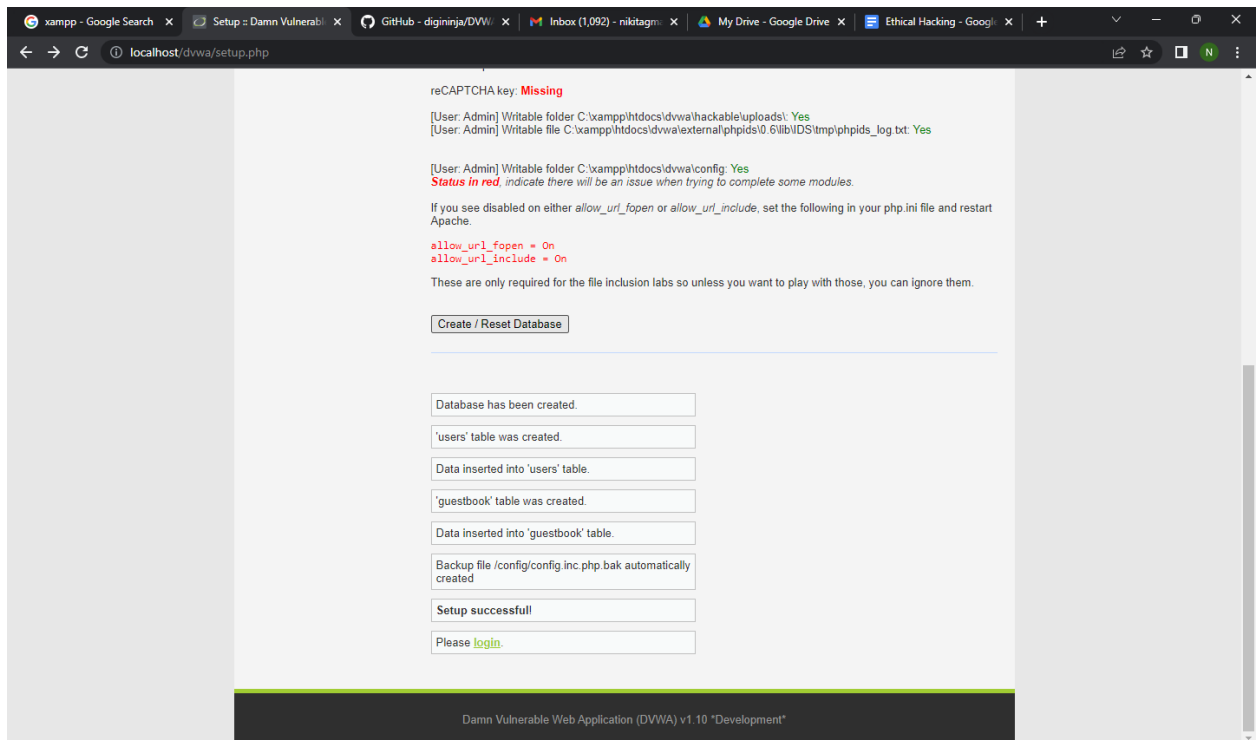 xampp - Google Search
Setup :: Damn Vulnerabl
GitHub - digininja/DVW
Inbox (1,092) - nikitagm
My Drive - Google Drive
Ethical Hacking - Googl
localhost/dvwa/setup.php
N
reCAPTCHA key: Missing
[User: Admin] Writable folder C:\xampp\htdocs\dvwa\hackable\uploads\: Yes
[User: Admin] Writable file C:\xampp\htdocs\dvwa\external\phpids\0.6\lib\IDS\tmp\phpids_log.txt: Yes
[User: Admin] Writable folder C:\xampp\htdocs\dvwa\config: Yes
Status in red, indicate there will be an issue when trying to complete some modules.
If you see disabled on either allow_url_fopen or allow_url_include, set the following in your php.ini file and restart
Apache.
allow_url_fopen = On
allow_url_include = On
These are only required for the file inclusion labs so unless you want to play with those, you can ignore them.
Create / Reset Database
Database has been created.
'users' table was created.
Data inserted into 'users' table.
'guestbook' table was created.
Data inserted into 'guestbook' table.
Backup file /config/config.inc.php.bak automatically
created
Setup successful!
Please login.
Damn Vulnerable Web Application (DVWA) v1.10 *Development*